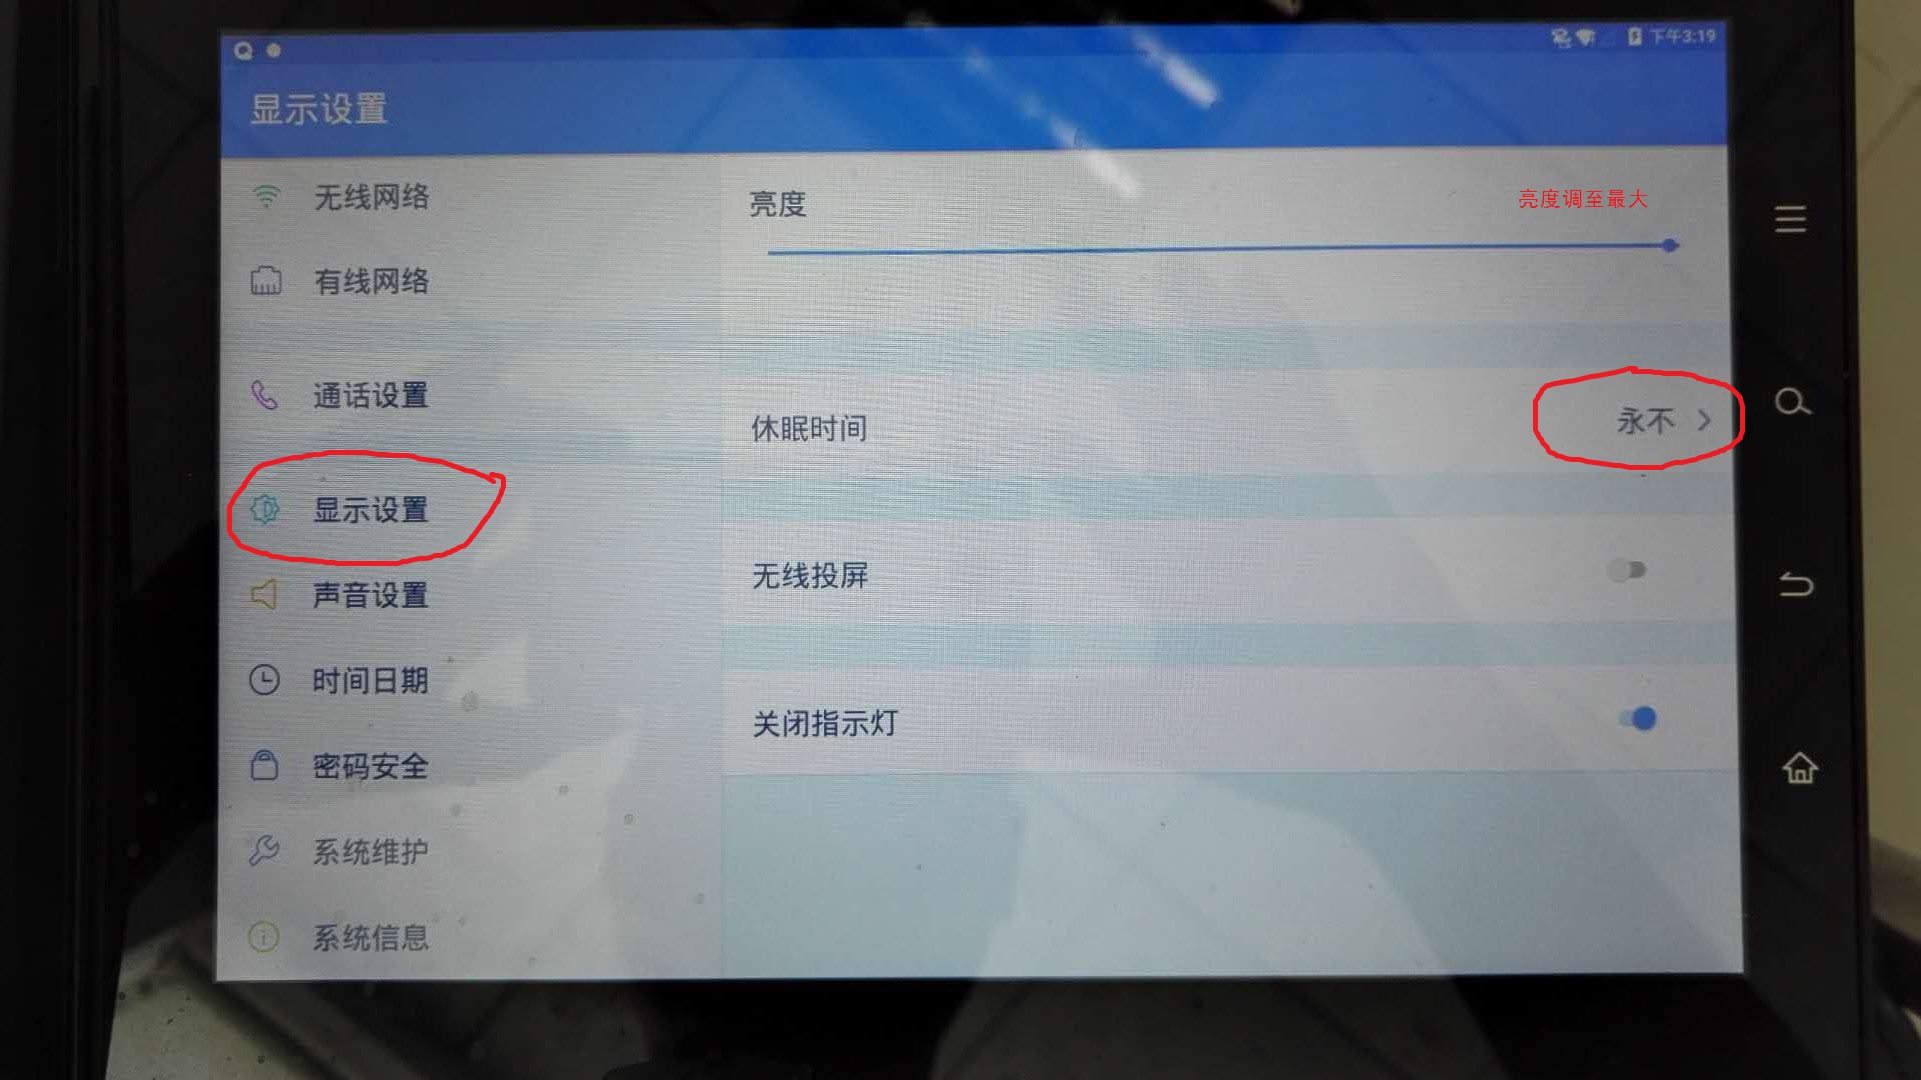 下午3:19
显示设置
无线网络
有线网络
通话设置
显示设置
声音设置
时间日期
密码安全
系统维护
系统信息
亮度
亮度调至最大
休眠时间
永不
无线投屏
关闭指示灯